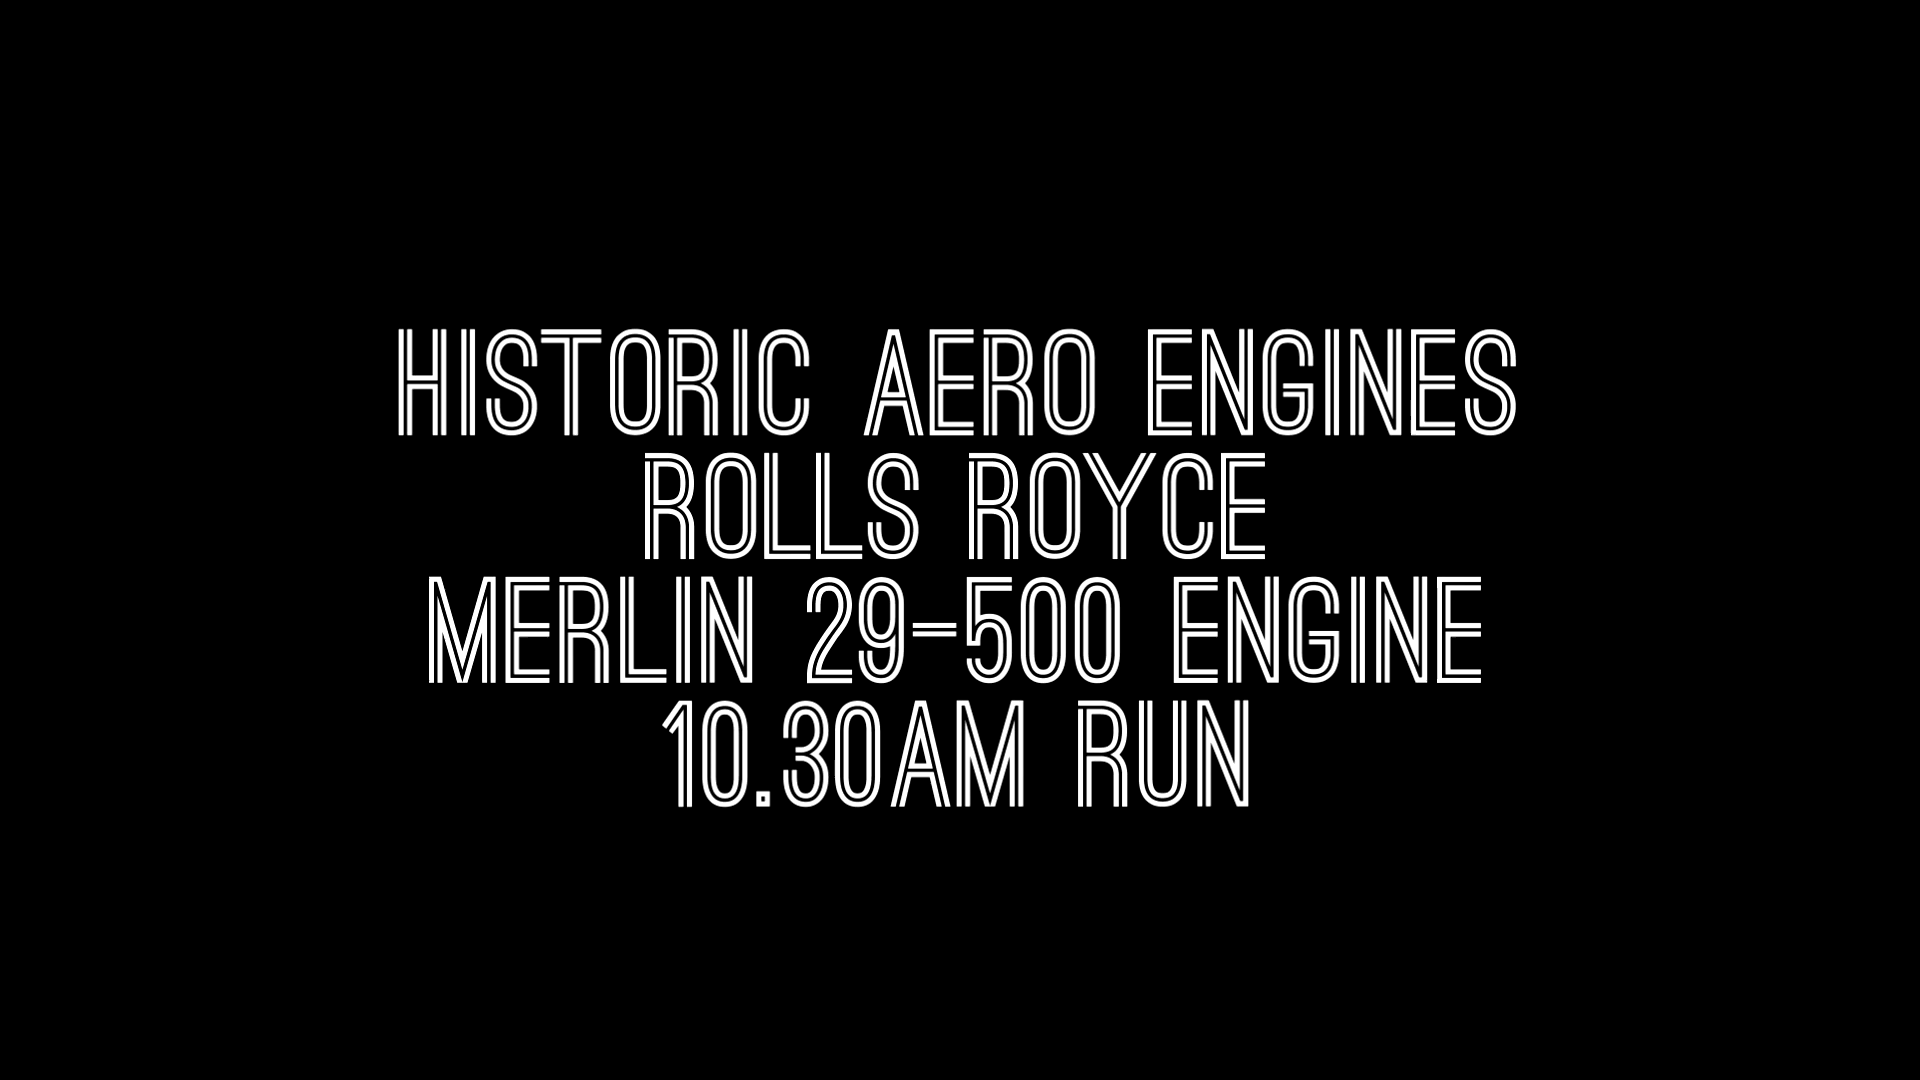 HISTORIC AERO ENGINES
ROLLS ROYCE
MERLIN 29-500 ENGINE
10.30AM RUN